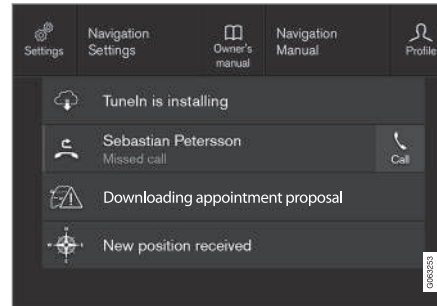 Settings
Navigation
Settings
Owner's
manual
Navigation
Manual
Profile
TuneIn is installing
Sebastian Petersson
Missed call
Call
Downloading appointment proposal
New position received
G063253